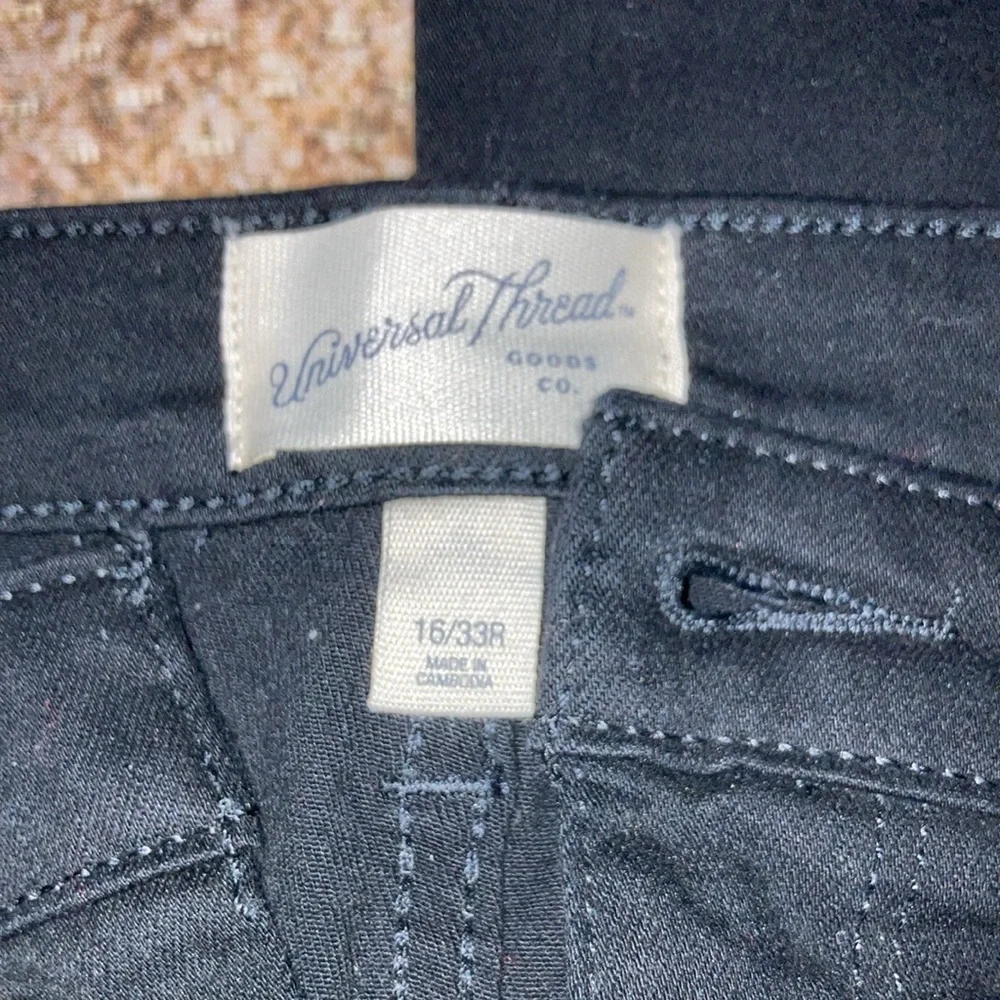 Universal Thread™
GOODS
CO.
16/33R
MADE IN
CAMBODIA